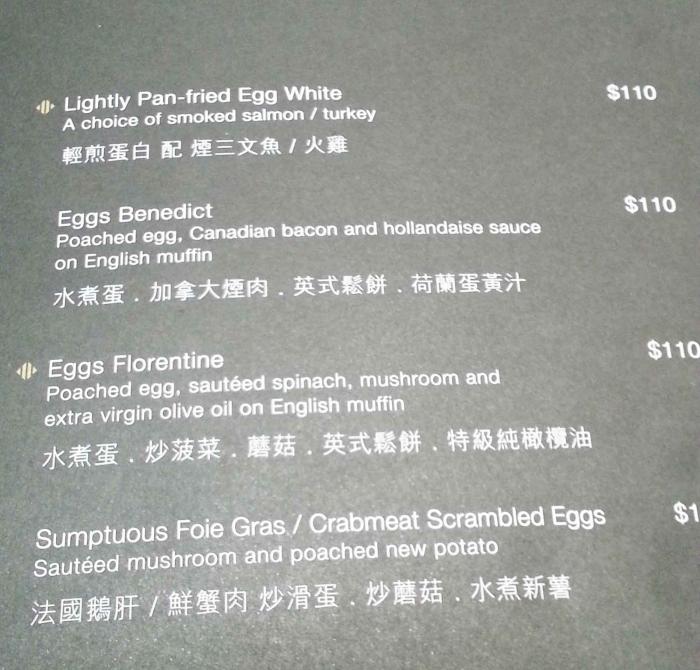 Lightly Pan-fried Egg White $110
A choice of smoked salmon / turkey
輕煎蛋白 配 煙三文魚 / 火雞
Eggs Benedict $110
Poached egg, Canadian bacon and hollandaise sauce
on English muffin
水煮蛋 . 加拿大煙肉 . 英式鬆餅 . 荷蘭蛋黃汁
Eggs Florentine $110
Poached egg, sautéed spinach, mushroom and
extra virgin olive oil on English muffin
水煮蛋 . 炒菠菜 . 蘑菇 . 英式鬆餅 . 特級純橄欖油
Sumptuous Foie Gras / Crabmeat Scrambled Eggs $1
Sautéed mushroom and poached new potato
法國鵝肝 / 鮮蟹肉 炒滑蛋 . 炒蘑菇 . 水煮新薯